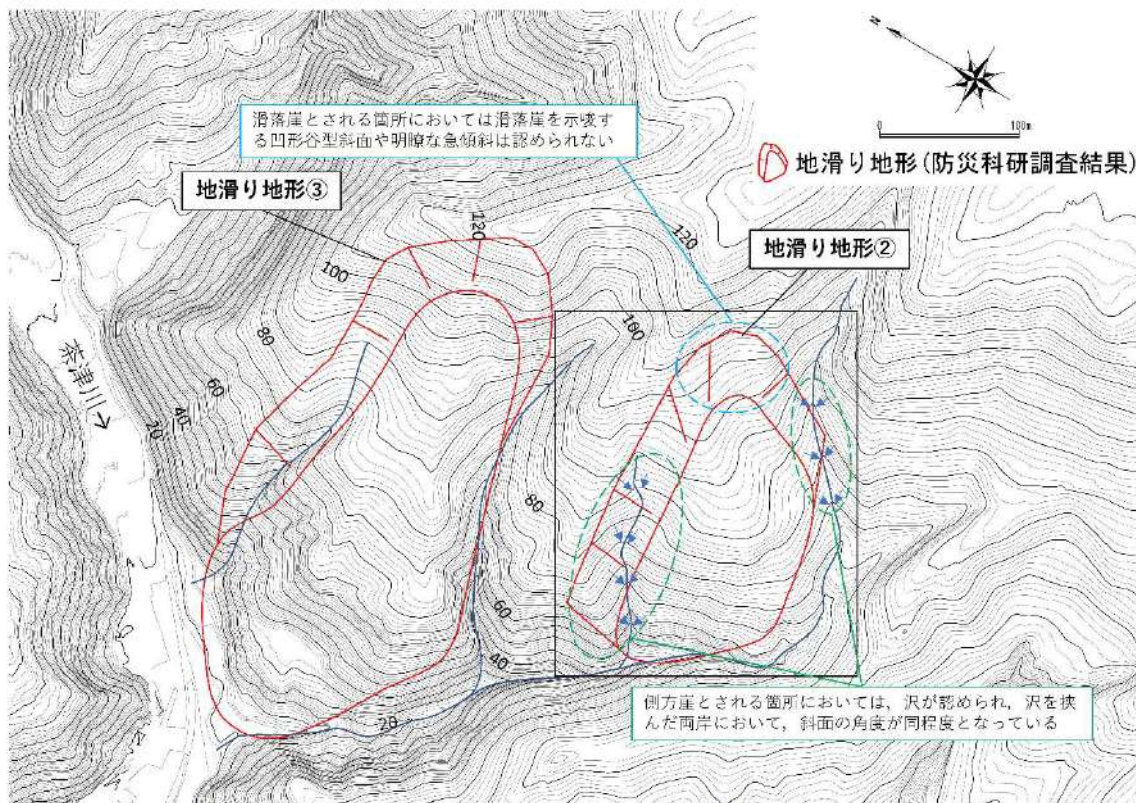 N
0 100m
地滑り地形(防災科研調査結果)
滑落崖とされる箇所においては滑落崖を示唆す
る凹形谷型斜面や明瞭な急傾斜は認められない
地滑り地形③
地滑り地形②
120
120
100
100
80
80
60
60
40
40
20
20
茶津川
側方崖とされる箇所においては，沢が認められ，沢を挟
んだ両岸において，斜面の角度が同程度となっている